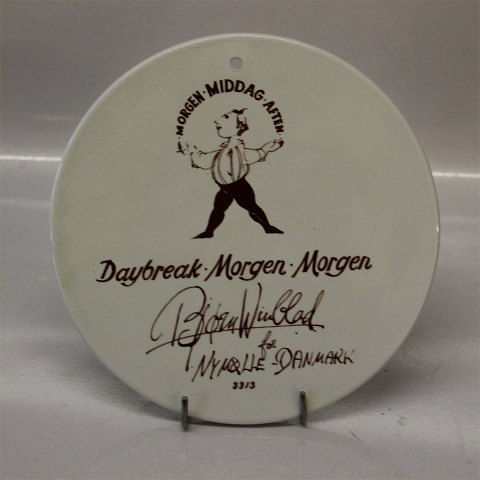 MORGEN·MIDDAG·AFTEN
Daybreak·Morgen·Morgen
Bjørn Wiinblad
for
NYMØLLE-DANMARK
3313